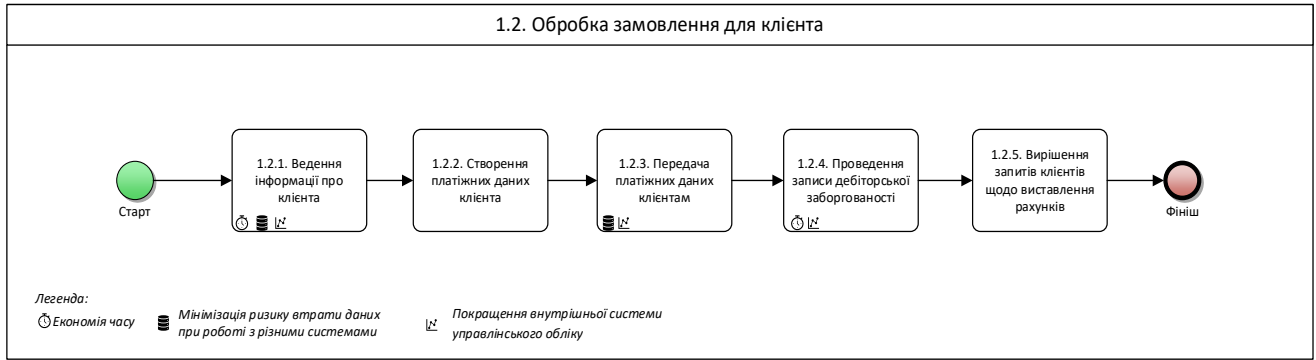 1.2. Обробка замовлення для клієнта
Старт
1.2.1. Ведення
інформації про
клієнта
1.2.2. Створення
платіжних даних
клієнта
1.2.3. Передача
платіжних даних
клієнтам
1.2.4. Проведення
записи дебіторської
заборгованості
1.2.5. Вирішення
запитів клієнтів
щодо виставлення
рахунків
Фініш
Легенда:
Економія часу
Мінімізація ризику втрати даних
при роботі з різними системами
Покращення внутрішньої системи
управлінського обліку